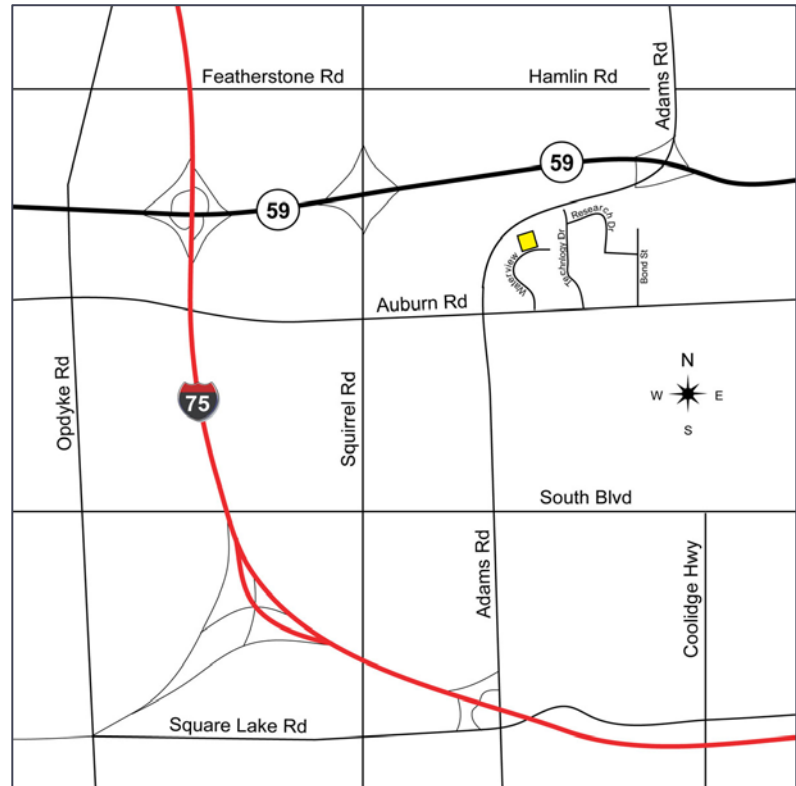 Featherstone Rd
Hamlin Rd
Adams Rd
59
59
Research Dr
Technology Dr
Waterview
Bond St
Auburn Rd
Opdyke Rd
75
Squirrel Rd
N
W
E
S
South Blvd
Adams Rd
Coolidge Hwy
Square Lake Rd